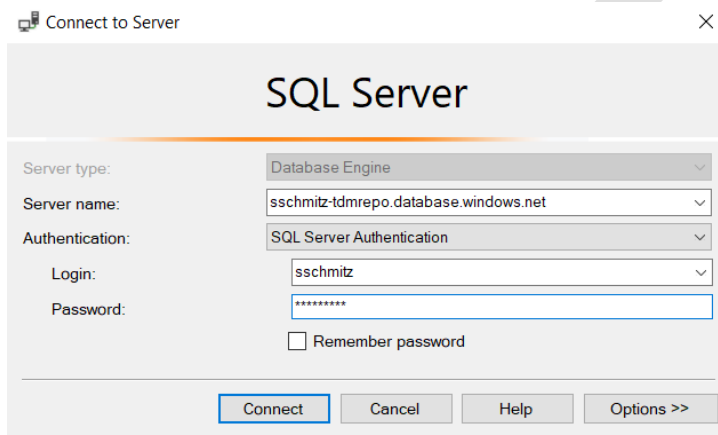 Connect to Server
SQL Server
Server type: Database Engine
Server name: sschmitz-tdmrepo.database.windows.net
Authentication: SQL Server Authentication
Login: sschmitz
Password: *********
Remember password
Connect Cancel Help Options >>